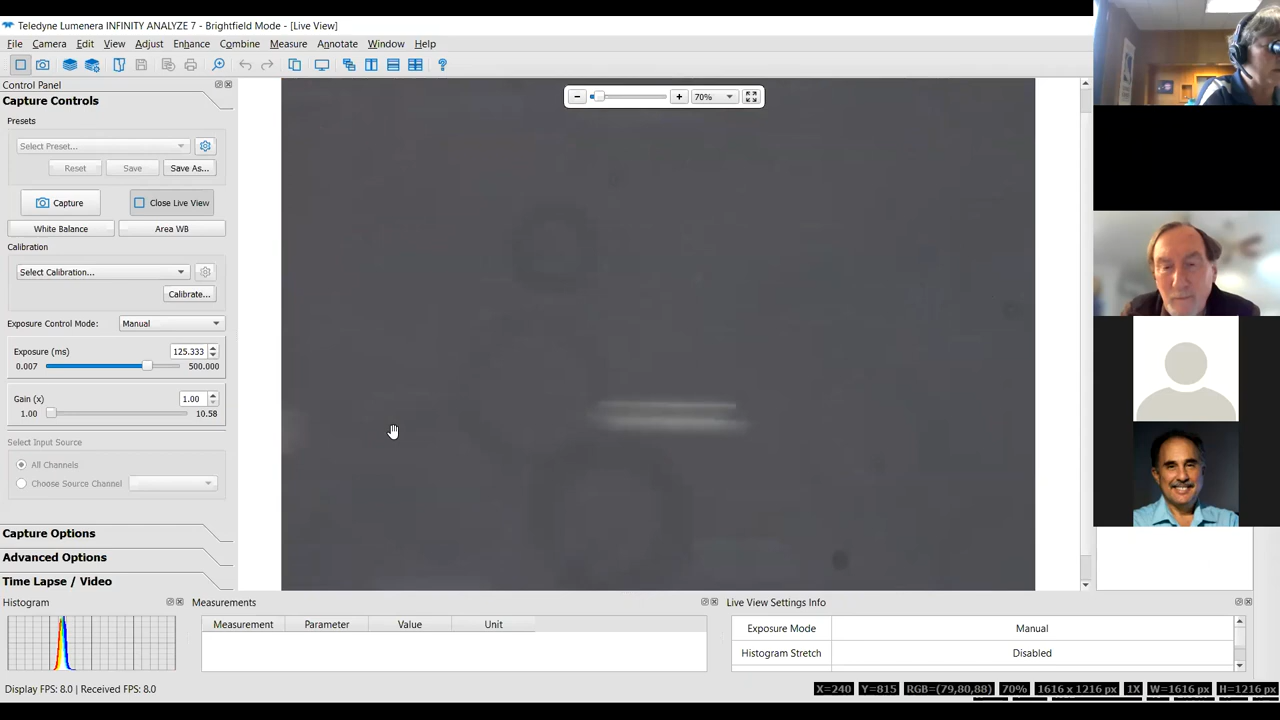 Teledyne Lumenera INFINITY ANALYZE 7 - Brightfield Mode - [Live View]
File Camera Edit View Adjust Enhance Combine Measure Annotate Window Help
Control Panel
Capture Controls
Presets
Select Preset...
Reset Save Save As...
Capture Close Live View
White Balance Area WB
Calibration
Select Calibration...
Calibrate...
Exposure Control Mode: Manual
Exposure (ms) 125.333
0.007 500.000
Gain (x) 1.00
1.00 10.58
Select Input Source
All Channels
Choose Source Channel
Capture Options
Advanced Options
Time Lapse / Video
70%
Histogram
Measurements
Measurement Parameter Value Unit
Live View Settings Info
Exposure Mode Manual
Histogram Stretch Disabled
Display FPS: 8.0 | Received FPS: 8.0
X=240 Y=815 RGB=(79,80,88) 70% 1616 x 1216 px 1X W=1616 px H=1216 px